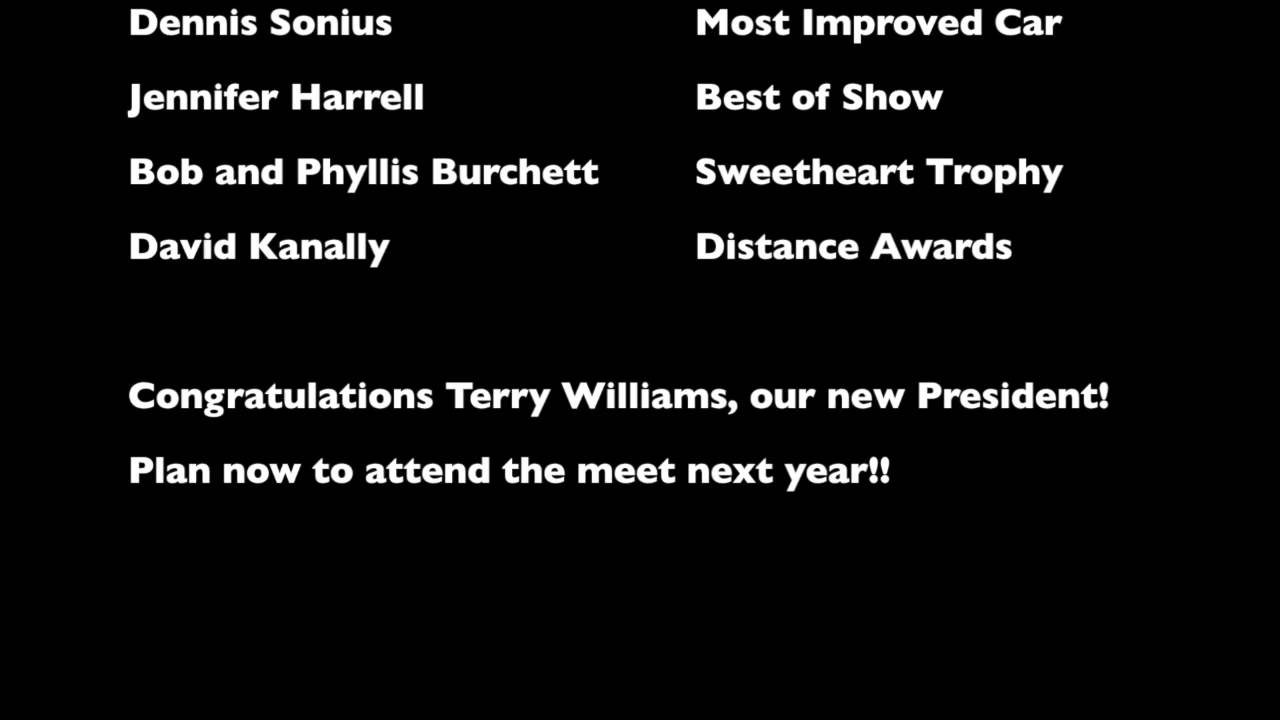 Dennis Sonius Most Improved Car
Jennifer Harrell Best of Show
Bob and Phyllis Burchett Sweetheart Trophy
David Kanally Distance Awards
Congratulations Terry Williams, our new President!
Plan now to attend the meet next year!!